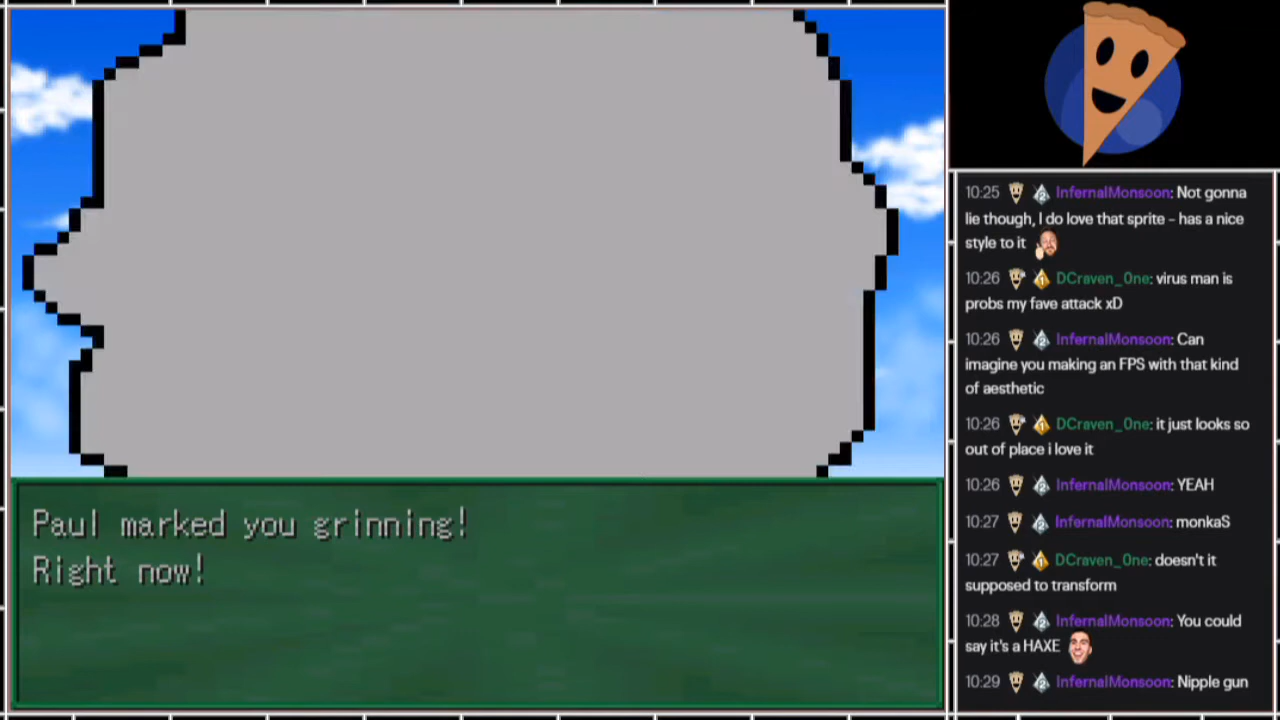 Paul marked you grinning!
Right now!
10:25 InfernalMonsoon: Not gonna
lie though, I do love that sprite - has a nice
style to it
10:26 DCraven_One: virus man is
probs my fave attack xD
10:26 InfernalMonsoon: Can
imagine you making an FPS with that kind
of aesthetic
10:26 DCraven_One: it just looks so
out of place i love it
10:26 InfernalMonsoon: YEAH
10:27 InfernalMonsoon: monkaS
10:27 DCraven_One: doesn't it
supposed to transform
10:28 InfernalMonsoon: You could
say it's a HAXE
10:29 InfernalMonsoon: Nipple gun